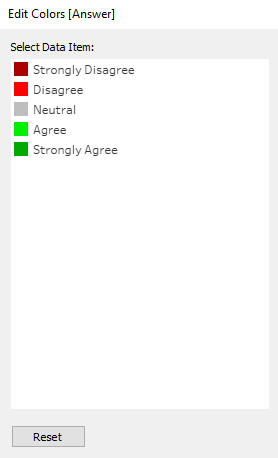 Edit Colors [Answer]
Select Data Item:
Strongly Disagree
Disagree
Neutral
Agree
Strongly Agree
Reset